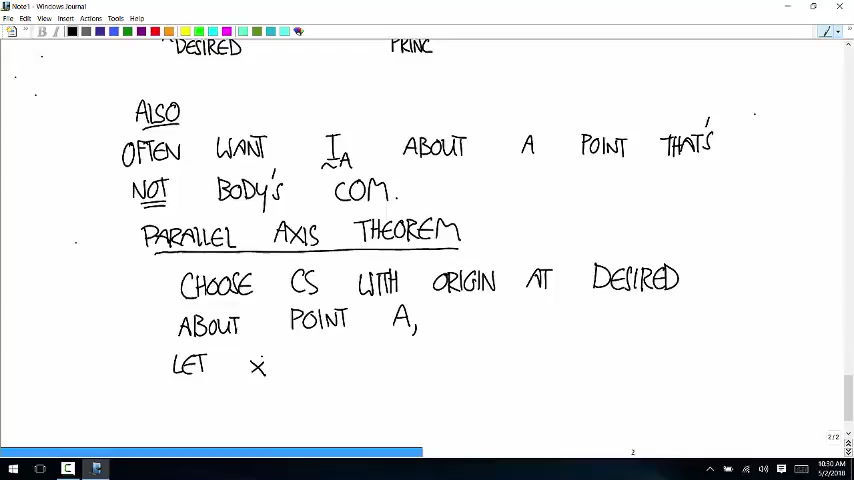 Note1 - Windows Journal
File Edit View Insert Actions Tools Help
B I
DESIRED PRINC
ALSO
OFTEN WANT I_A ABOUT A POINT THAT'S
NOT BODY'S COM.
PARALLEL AXIS THEOREM
CHOOSE CS WITH ORIGIN AT DESIRED
ABOUT POINT A,
LET x
2/2
2
10:30 AM
5/2/2018